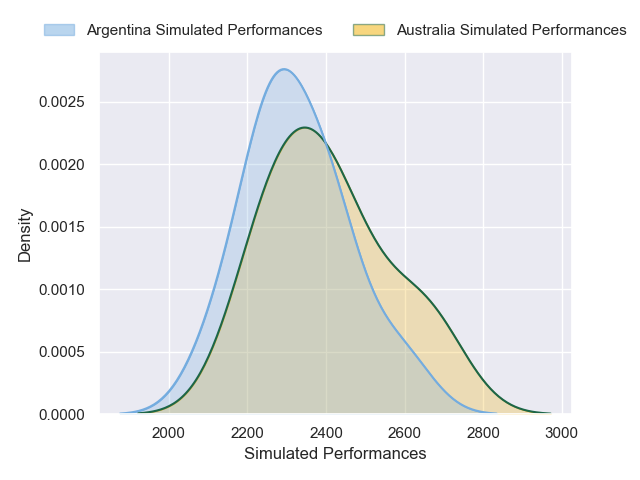 Argentina Simulated Performances Australia Simulated Performances
0.0025
0.0020
0.0015
0.0010
0.0005
0.0000
Density
2000 2200 2400 2600 2800 3000
Simulated Performances